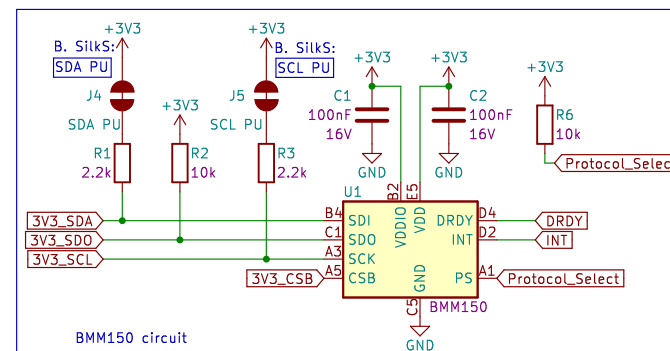 +3V3
+3V3
B. SilkS:
SDA PU
B. SilkS:
SCL PU
J4
J5
SDA PU
SCL PU
+3V3
+3V3
+3V3
+3V3
C1
100nF
16V
C2
100nF
16V
R6
10k
GND
GND
R1
2.2k
R2
10k
R3
2.2k
Protocol_Selec
U1
B2
E5
3V3_SDA
B4
SDI
VDDIO
VDD
DRDY
D4
DRDY
3V3_SDO
C1
SDO
INT
D2
INT
3V3_SCL
A3
SCK
3V3_CSB
A5
CSB
GND
PS
A1
Protocol_Select
C5
BMM150
GND
BMM150 circuit